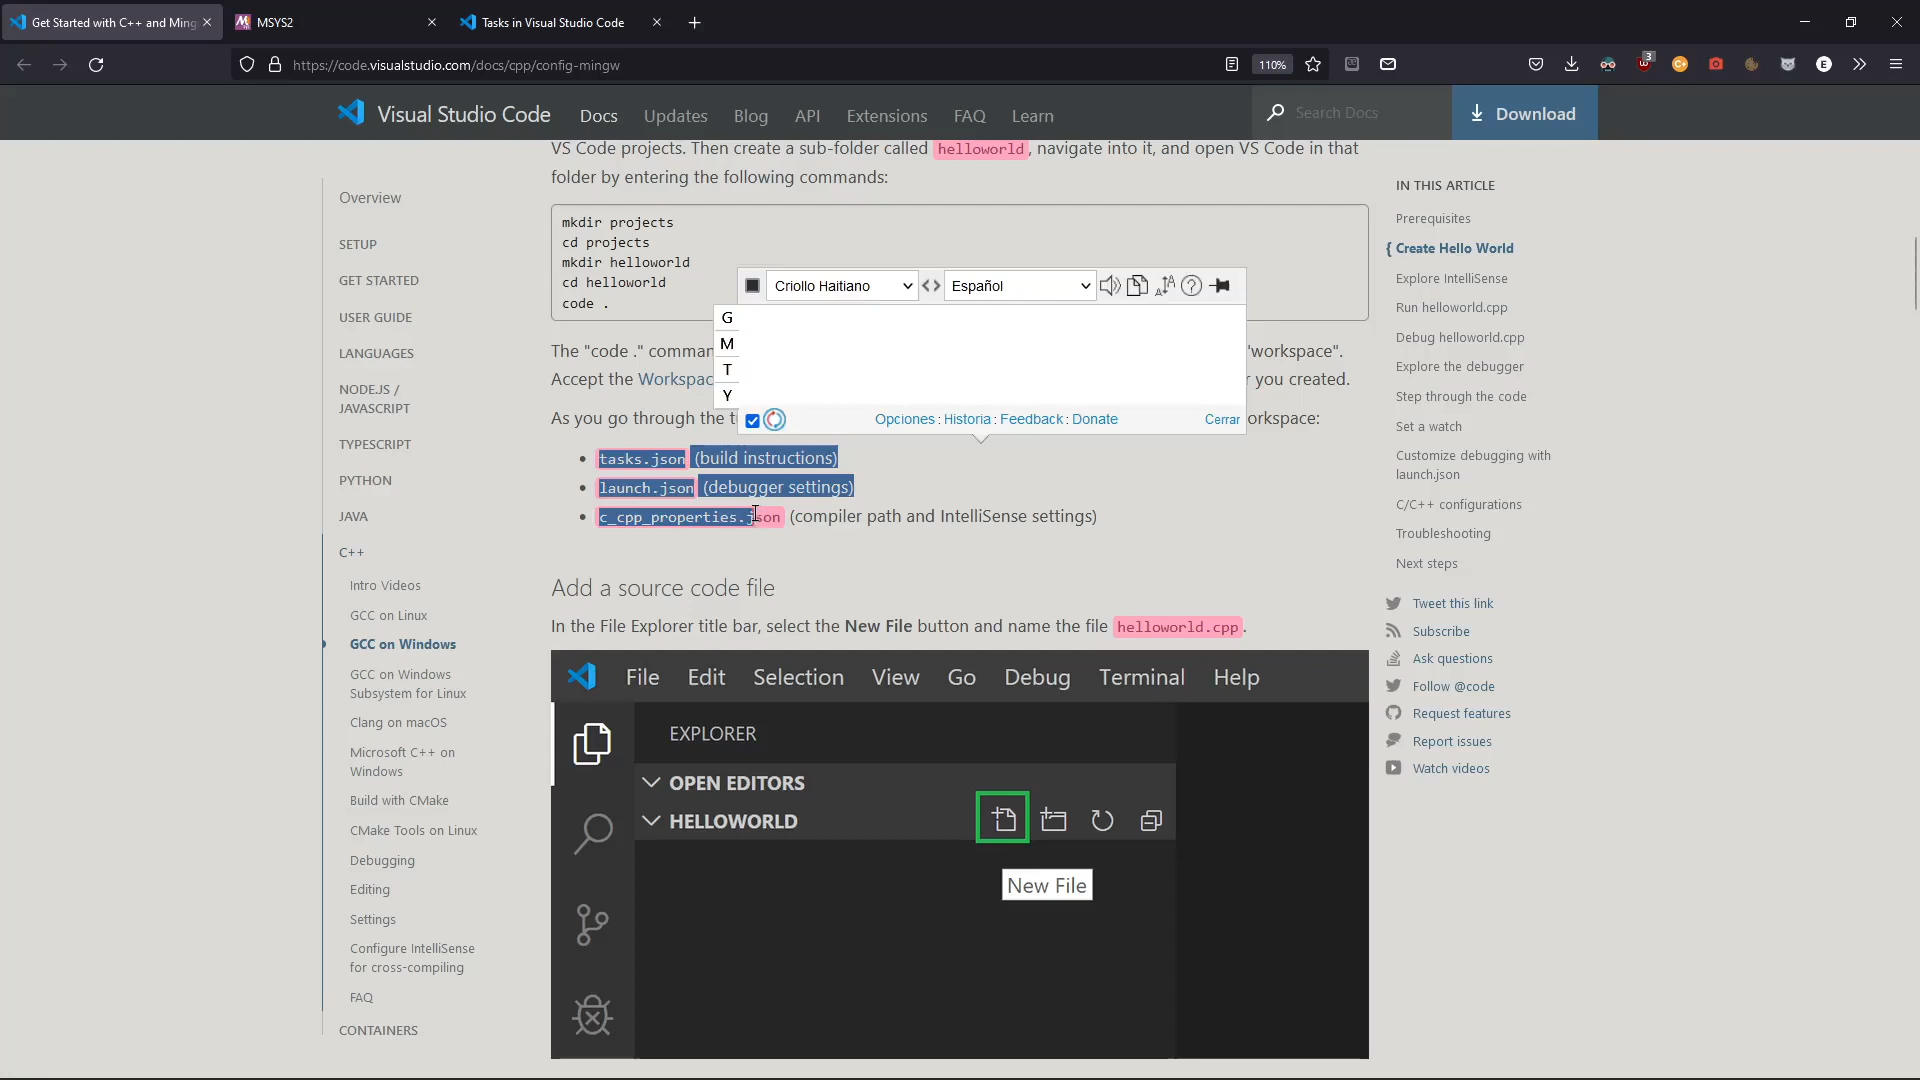 Get Started with C++ and Ming
MSYS2
Tasks in Visual Studio Code
https://code.visualstudio.com/docs/cpp/config-mingw
110%
3
E
Visual Studio Code
Docs
Updates
Blog
API
Extensions
FAQ
Learn
Search Docs
Download
Overview
SETUP
GET STARTED
USER GUIDE
LANGUAGES
NODE.JS /
JAVASCRIPT
TYPESCRIPT
PYTHON
JAVA
C++
Intro Videos
GCC on Linux
GCC on Windows
GCC on Windows
Subsystem for Linux
Clang on macOS
Microsoft C++ on
Windows
Build with CMake
CMake Tools on Linux
Debugging
Editing
Settings
Configure IntelliSense
for cross-compiling
FAQ
CONTAINERS
VS Code projects. Then create a sub-folder called helloworld, navigate into it, and open VS Code in that
folder by entering the following commands:
mkdir projects
cd projects
mkdir helloworld
cd helloworld
code .
Criollo Haitiano
Español
G
M
T
Y
Opciones : Historia : Feedback : Donate
Cerrar
The "code ." comman "workspace".
Accept the Workspac r you created.
As you go through the t orkspace:
tasks.json (build instructions)
launch.json (debugger settings)
c_cpp_properties.json (compiler path and IntelliSense settings)
Add a source code file
In the File Explorer title bar, select the New File button and name the file helloworld.cpp.
File Edit Selection View Go Debug Terminal Help
EXPLORER
OPEN EDITORS
HELLOWORLD
New File
IN THIS ARTICLE
Prerequisites
{ Create Hello World
Explore IntelliSense
Run helloworld.cpp
Debug helloworld.cpp
Explore the debugger
Step through the code
Set a watch
Customize debugging with
launch.json
C/C++ configurations
Troubleshooting
Next steps
Tweet this link
Subscribe
Ask questions
Follow @code
Request features
Report issues
Watch videos